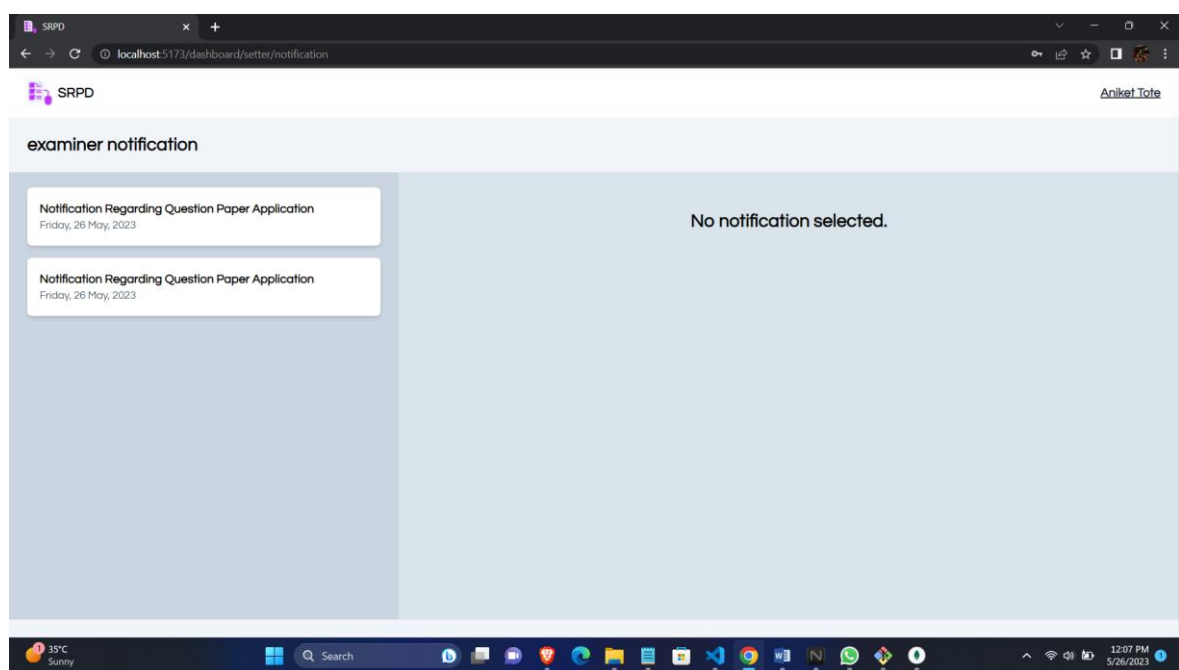 SRPD
localhost:5173/dashboard/setter/notification
SRPD
Aniket Tote
examiner notification
Notification Regarding Question Paper Application
Friday, 26 May, 2023
No notification selected.
Notification Regarding Question Paper Application
Friday, 26 May, 2023
1
35°C
Sunny
Search
12:07 PM
5/26/2023
1